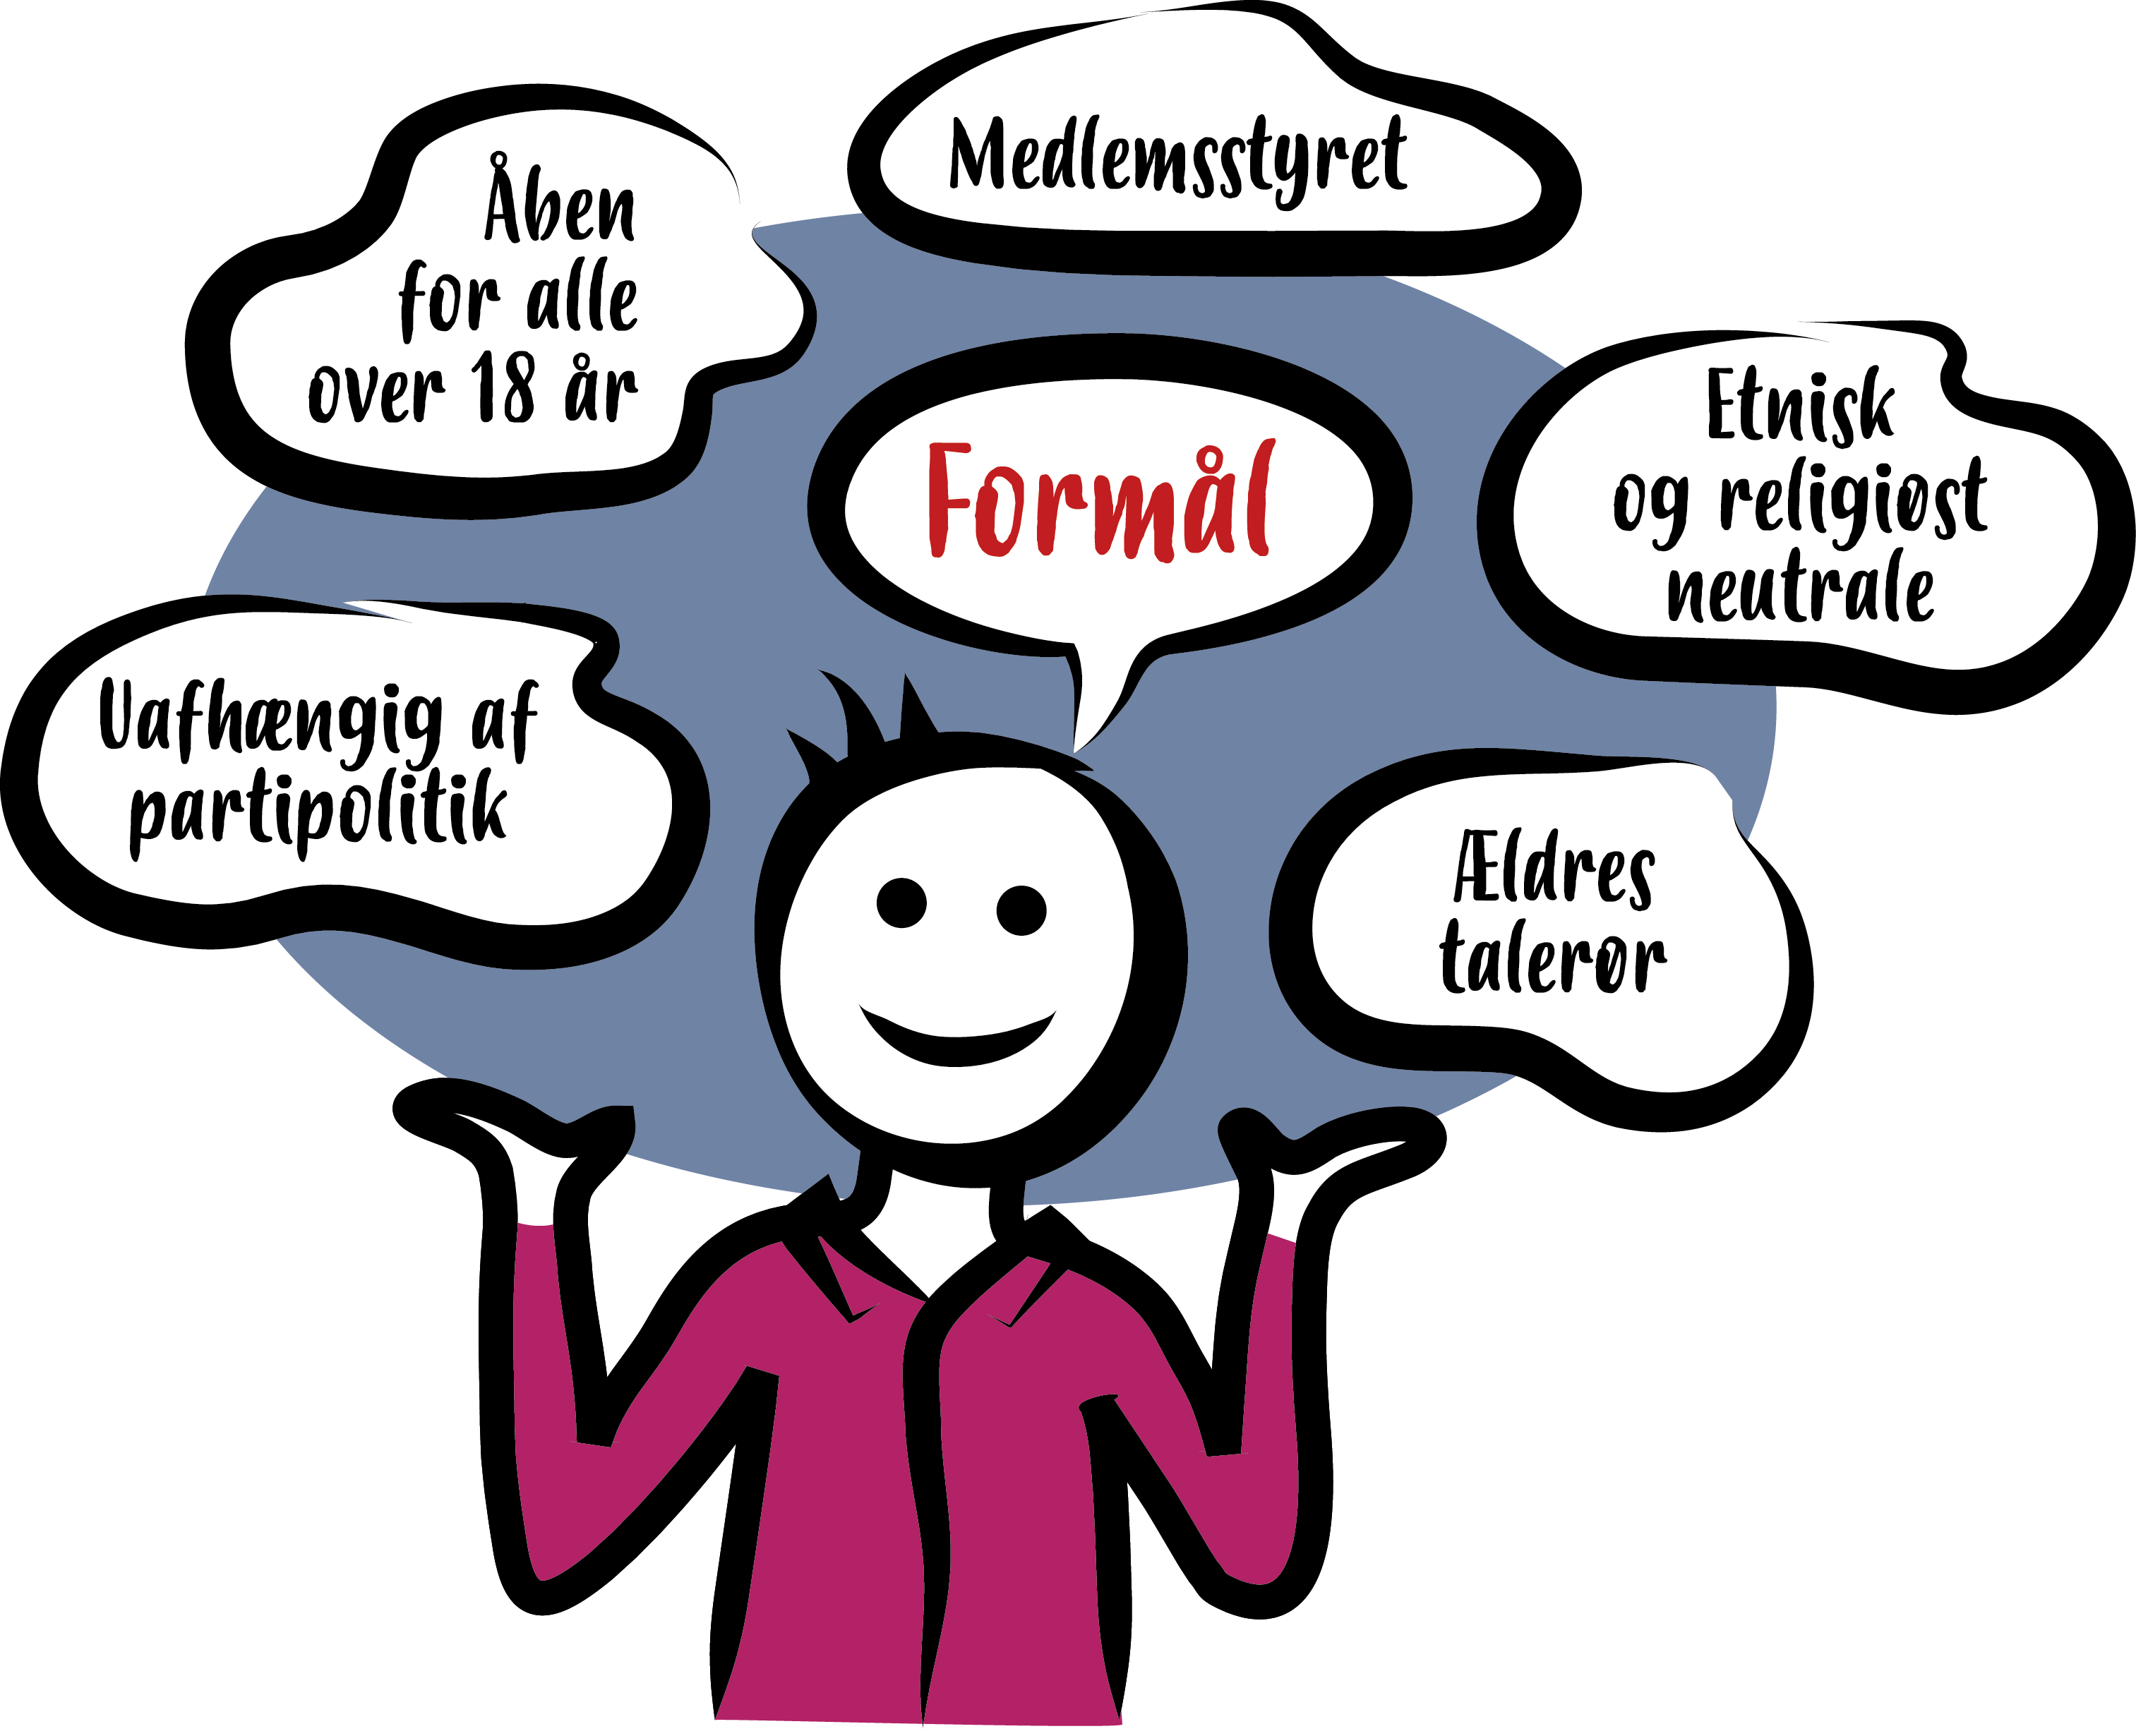 Medlemsstyret
Åben
for alle
over 18 år
Formål
Etnisk
og religiøst
neutrale
Uafhængig af
partipolitik
Ældres
talerør